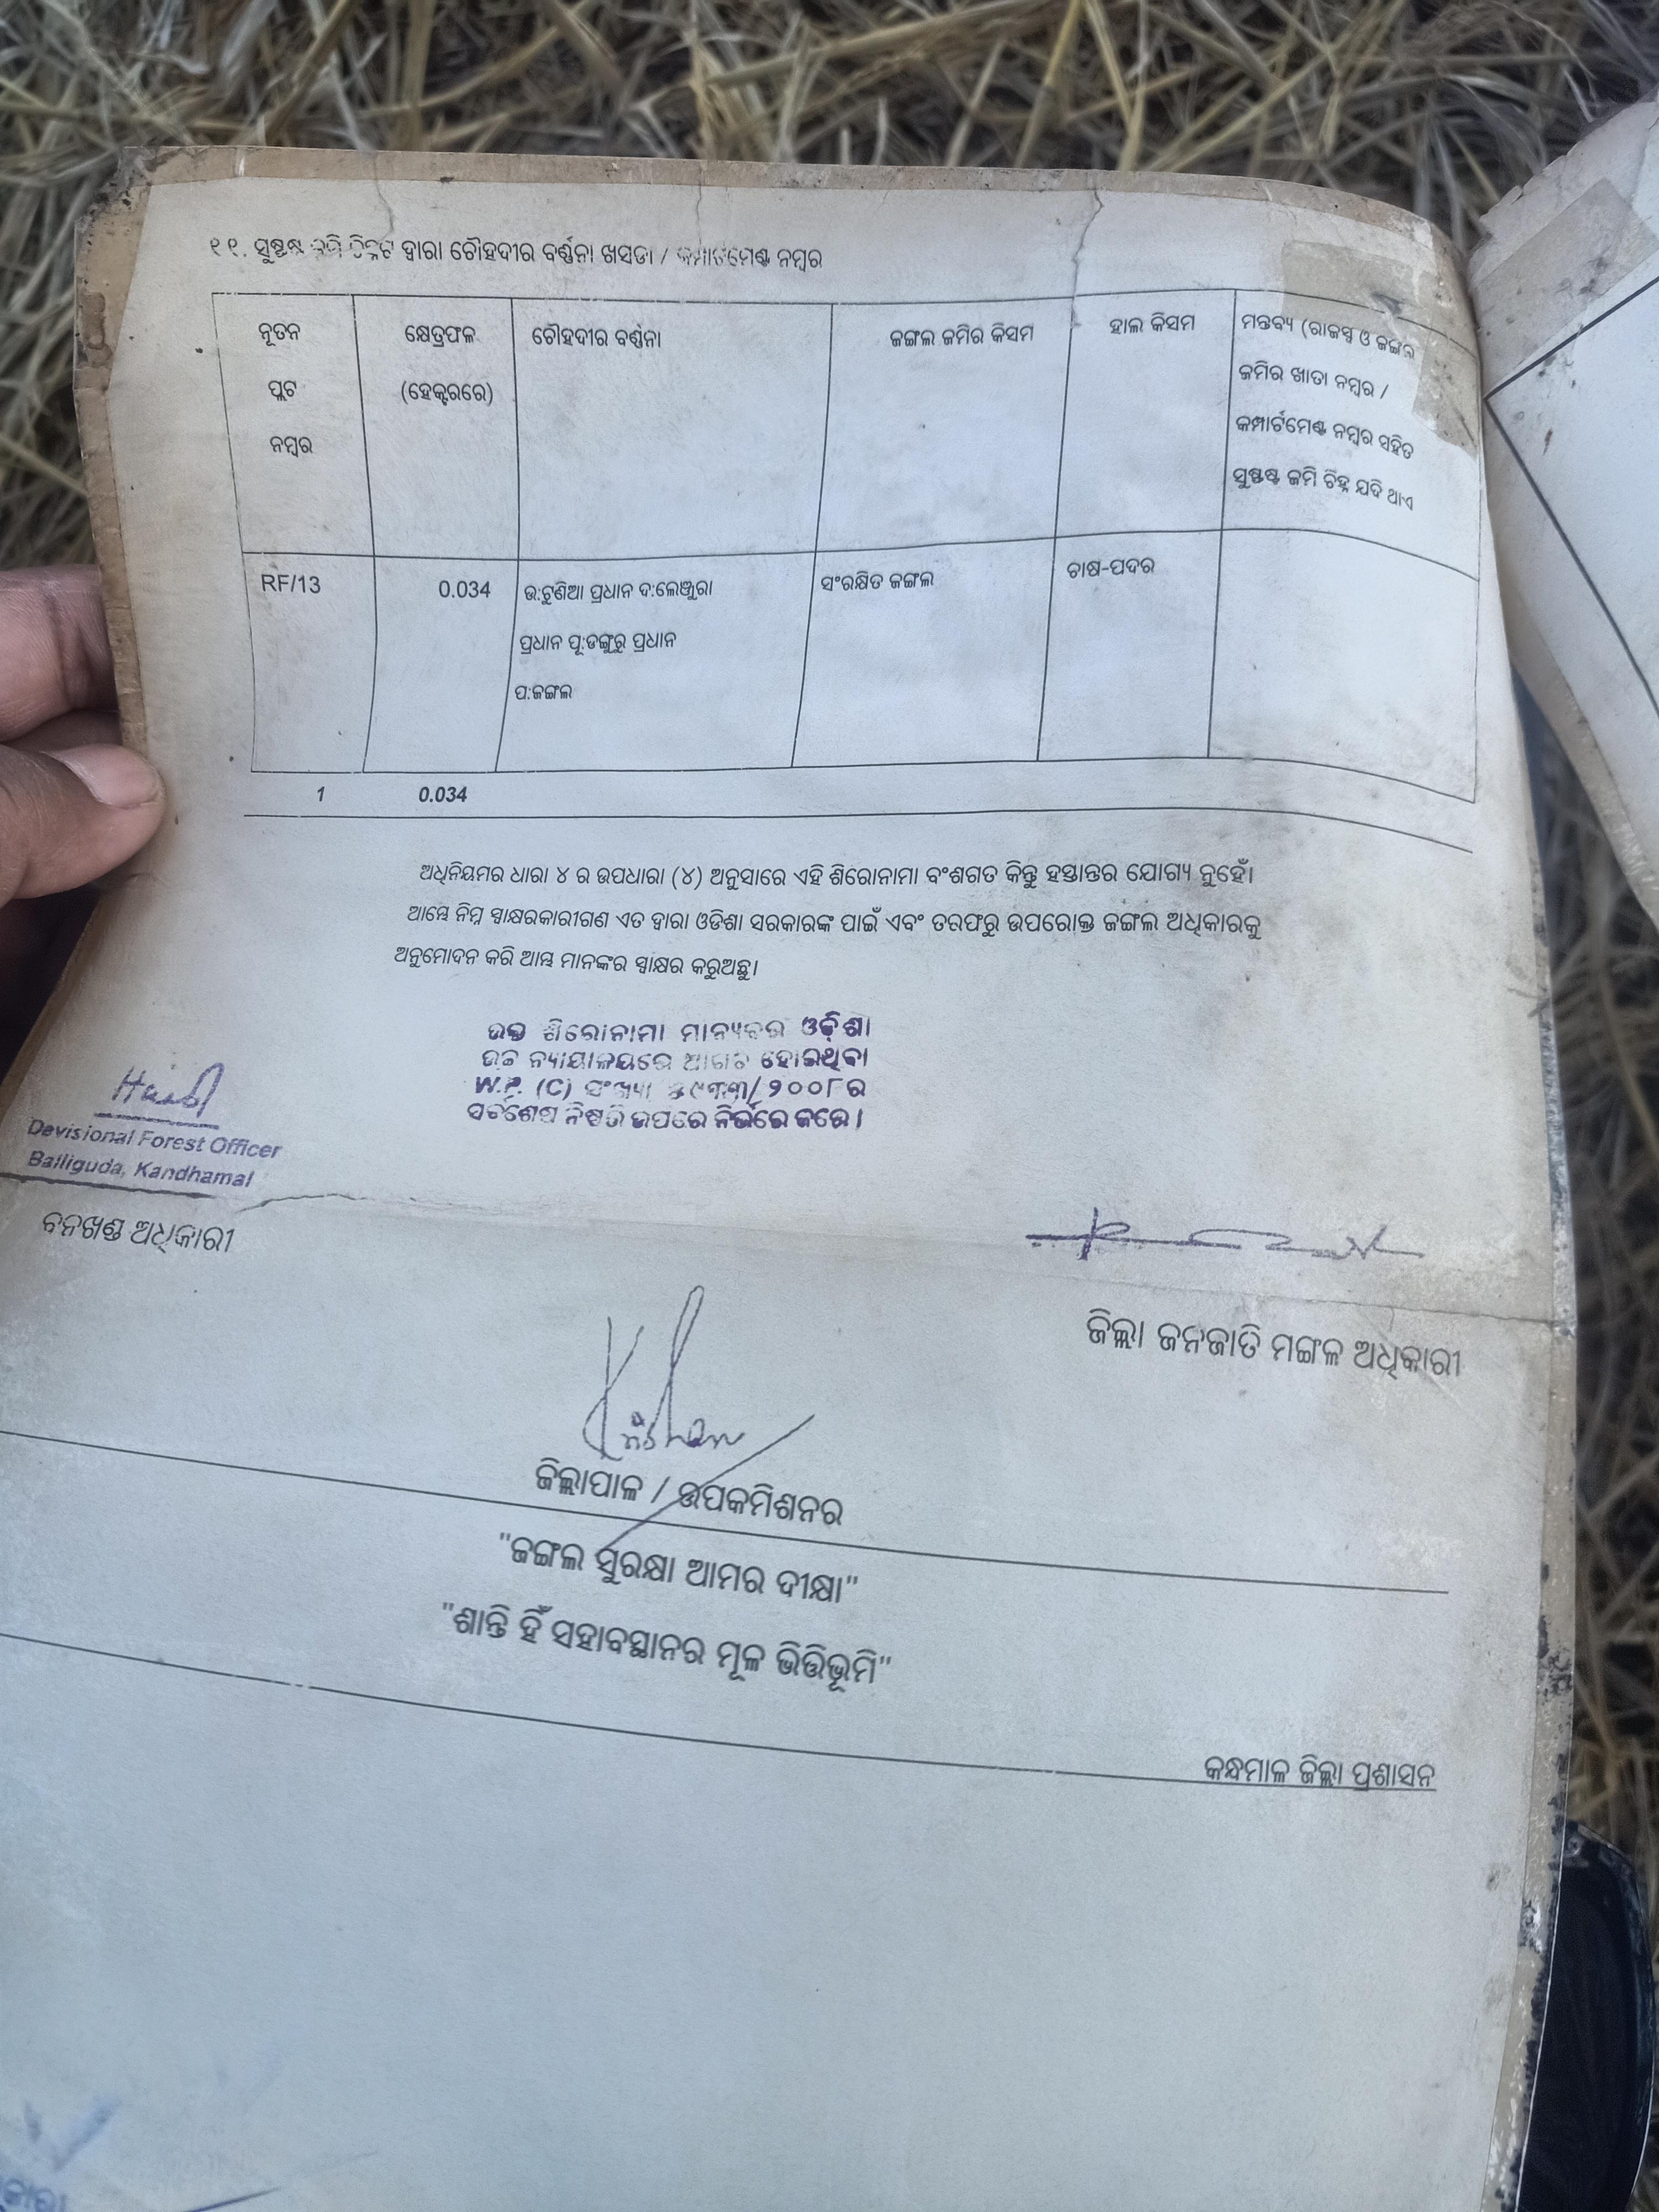 ୧୧. ସୁଷ୍ପଷ୍ଟ ଜମି ଚିହ୍ନଟ ଦ୍ୱାରା ଚୌହଦୀର ବର୍ଣ୍ଣନା ଖସଡା / କମ୍ପାର୍ଟମେଣ୍ଟ ନମ୍ବର
ନୂତନ ପ୍ଲଟ ନମ୍ବର
କ୍ଷେତ୍ରଫଳ (ହେକ୍ଟରରେ)
ଚୌହଦୀର ବର୍ଣ୍ଣନା
ଜଙ୍ଗଲ ଜମିର କିସମ
ହାଲ କିସମ
ମନ୍ତବ୍ୟ (ରାଜସ୍ୱ ଓ ଜଙ୍ଗଲ
ଜମିର ଖାତା ନମ୍ବର /
କମ୍ପାର୍ଟମେଣ୍ଟ ନମ୍ବର ସହିତ
ସୁଷ୍ପଷ୍ଟ ଜମି ଚିହ୍ନ ଯଦି ଥାଏ
RF/13 0.034 ଉ:ଟୁଣିଆ ପ୍ରଧାନ ଦ:ଲେଞ୍ଜୁରା ସଂରକ୍ଷିତ ଜଙ୍ଗଲ ଚାଷ-ପଦର
ପ୍ରଧାନ ପୂ:ଡଙ୍ଗୁରୁ ପ୍ରଧାନ
ପ:ଜଙ୍ଗଲ
1 0.034
ଅଧିନିୟମର ଧାରା ୪ ର ଉପଧାରା (୪) ଅନୁସାରେ ଏହି ଶିରୋନାମା ବଂଶଗତ କିନ୍ତୁ ହସ୍ତାନ୍ତର ଯୋଗ୍ୟ ନୁହେଁ।
ଆମ୍ଭେ ନିମ୍ନ ସ୍ୱାକ୍ଷରକାରୀଗଣ ଏତ ଦ୍ୱାରା ଓଡିଶା ସରକାରଙ୍କ ପାଇଁ ଏବଂ ତରଫରୁ ଉପରୋକ୍ତ ଜଙ୍ଗଲ ଅଧିକାରକୁ
ଅନୁମୋଦନ କରି ଆମ୍ଭ ମାନଙ୍କର ସ୍ୱାକ୍ଷର କରୁଅଛୁ।
ଉକ୍ତ ଶିରୋନାମା ମାନ୍ୟବର ଓଡ଼ିଶା
ଉଚ୍ଚ ନ୍ୟାୟାଳୟରେ ଆଗତ ହୋଇଥିବା
W.P. (C) ସଂଖ୍ୟା /୨୦୦୮ ର
ସର୍ବଶେଷ ନିଷ୍ପତ୍ତି ଉପରେ ନିର୍ଭର କରେ।
Devisional Forest Officer
Balliguda, Kandhamal
ବନଖଣ୍ଡ ଅଧିକାରୀ
ଜିଲ୍ଲା ଜନଜାତି ମଙ୍ଗଳ ଅଧିକାରୀ
ଜିଲ୍ଲାପାଳ / ଉପକମିଶନର
"ଜଙ୍ଗଲ ସୁରକ୍ଷା ଆମର ଦୀକ୍ଷା"
"ଶାନ୍ତି ହିଁ ସହାବସ୍ଥାନର ମୂଳ ଭିତ୍ତିଭୂମି"
କନ୍ଧମାଳ ଜିଲ୍ଲା ପ୍ରଶାସନ